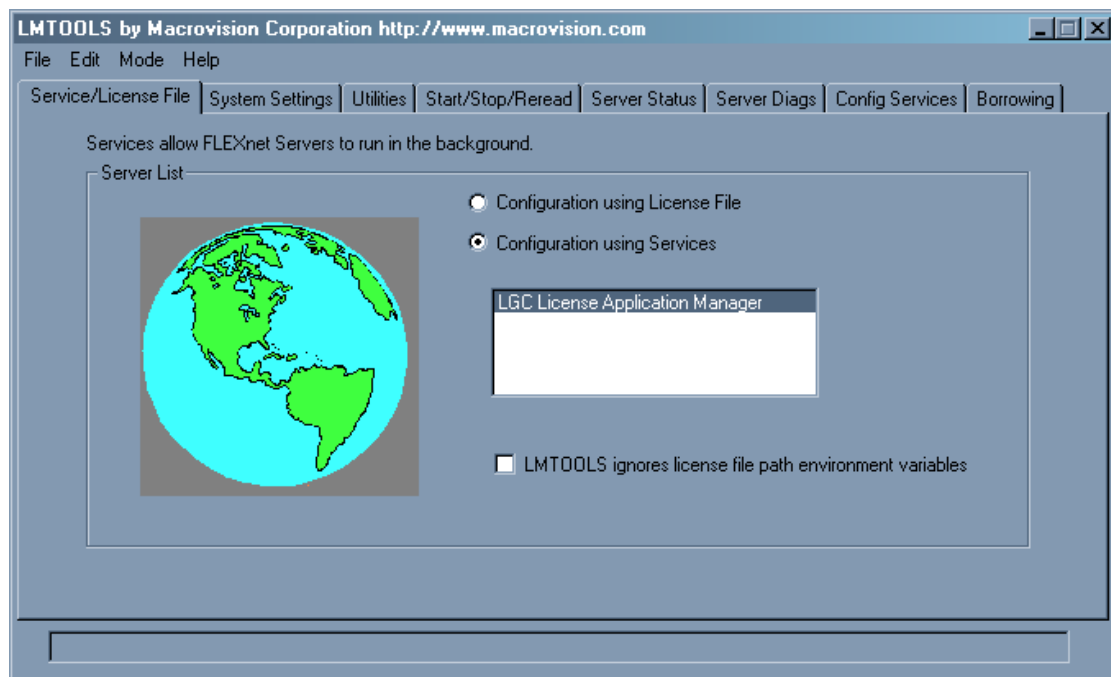 LMTOOLS by Macrovision Corporation http://www.macrovision.com
File Edit Mode Help
Service/License File System Settings Utilities Start/Stop/Reread Server Status Server Diags Config Services Borrowing
Services allow FLEXnet Servers to run in the background.
Server List
Configuration using License File
Configuration using Services
LGC License Application Manager
LMTOOLS ignores license file path environment variables